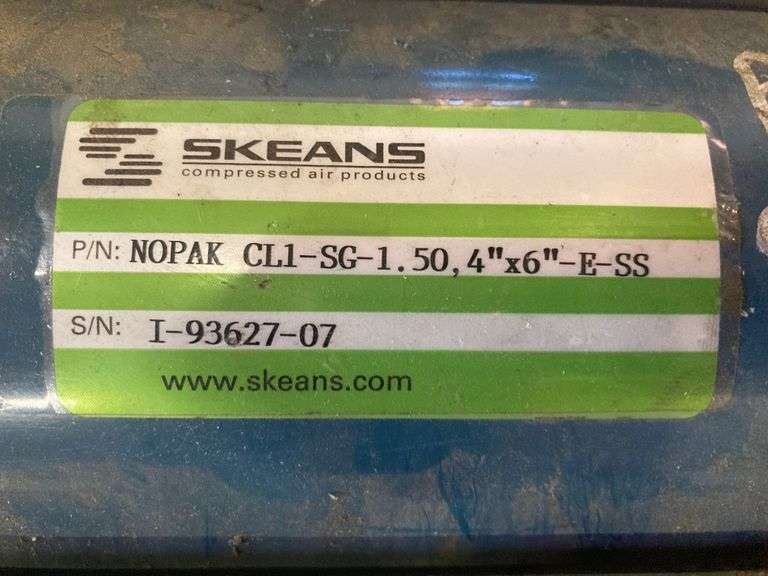 SKEANS
compressed air products
P/N: NOPAK CL1-SG-1.50,4"x6"-E-SS
S/N: I-93627-07
www.skeans.com